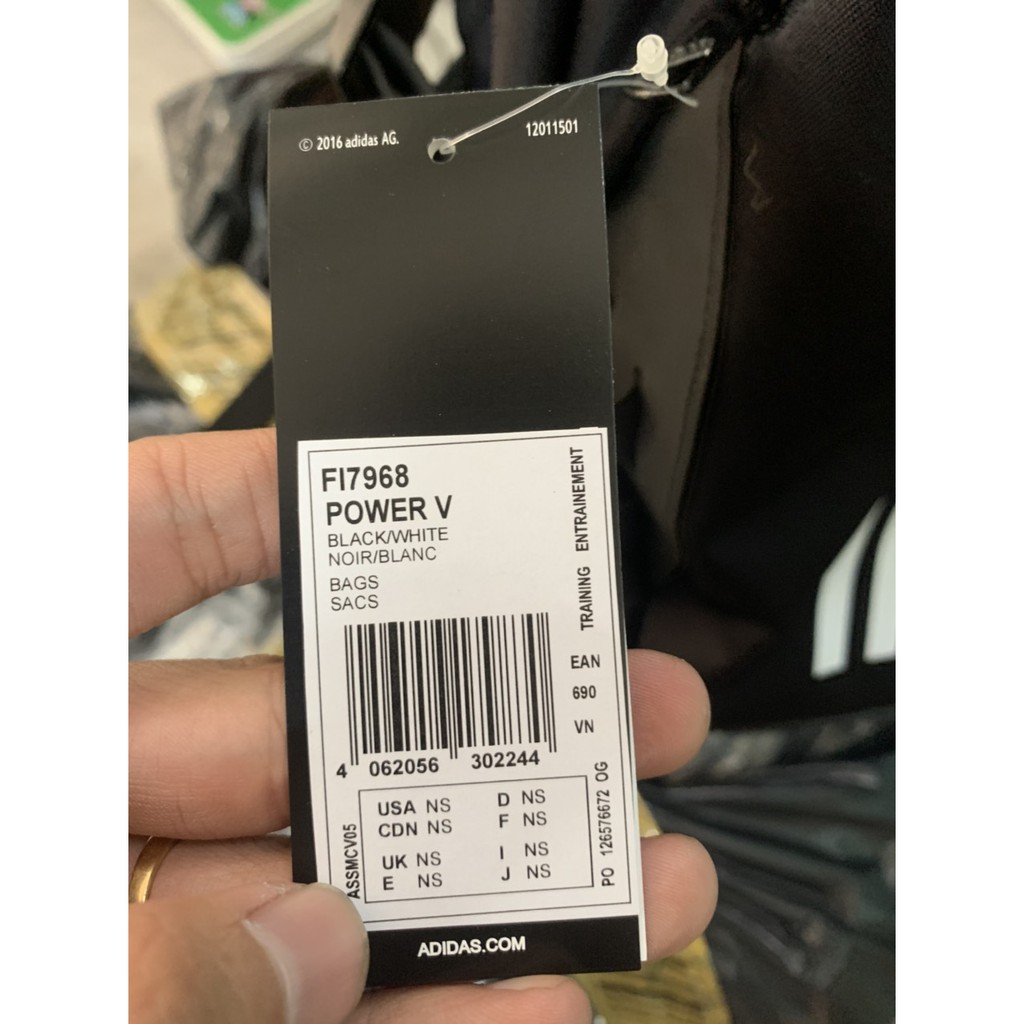 © 2016 adidas AG.
12011501
FI7968
POWER V
BLACK/WHITE
NOIR/BLANC
BAGS
SACS
TRAINING ENTRAINEMENT
EAN
690
VN
4 062056 302244
USA NS D NS
CDN NS F NS
UK NS I NS
E NS J NS
ASSMCV05
PO 126576672 OG
ADIDAS.COM